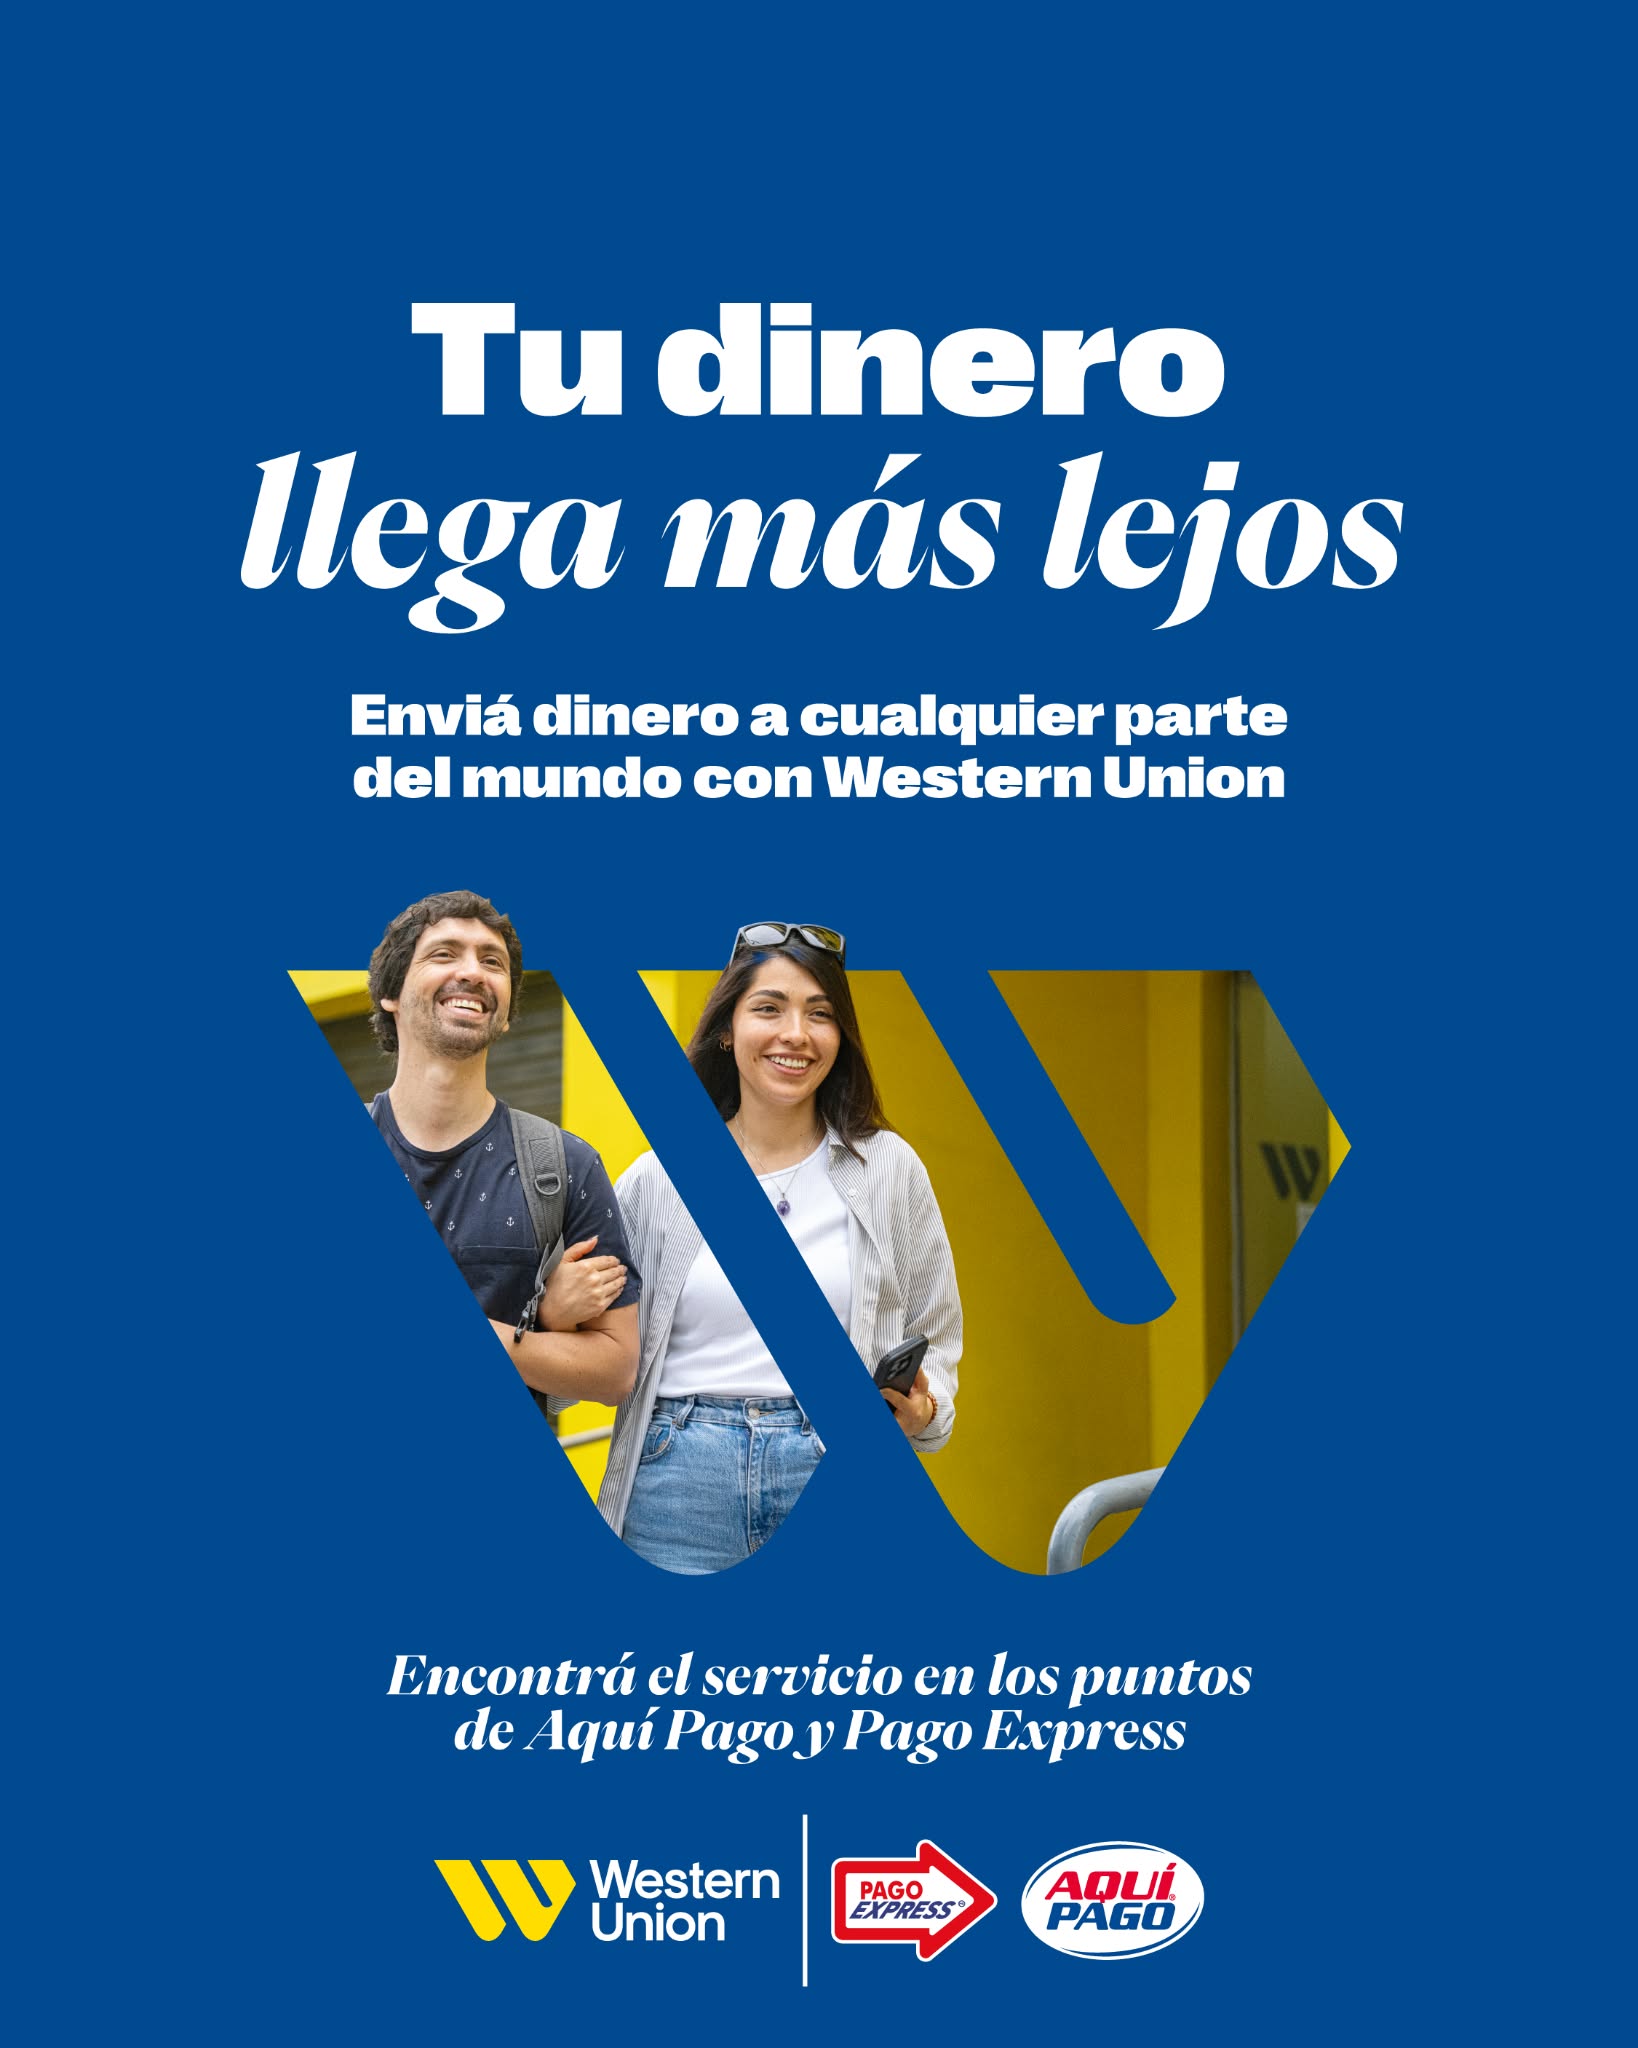 Tu dinero
llega más lejos
Enviá dinero a cualquier parte
del mundo con Western Union
Encontrá el servicio en los puntos
de Aquí Pago y Pago Express
Western
Union
PAGO
EXPRESS
AQUÍ
PAGO